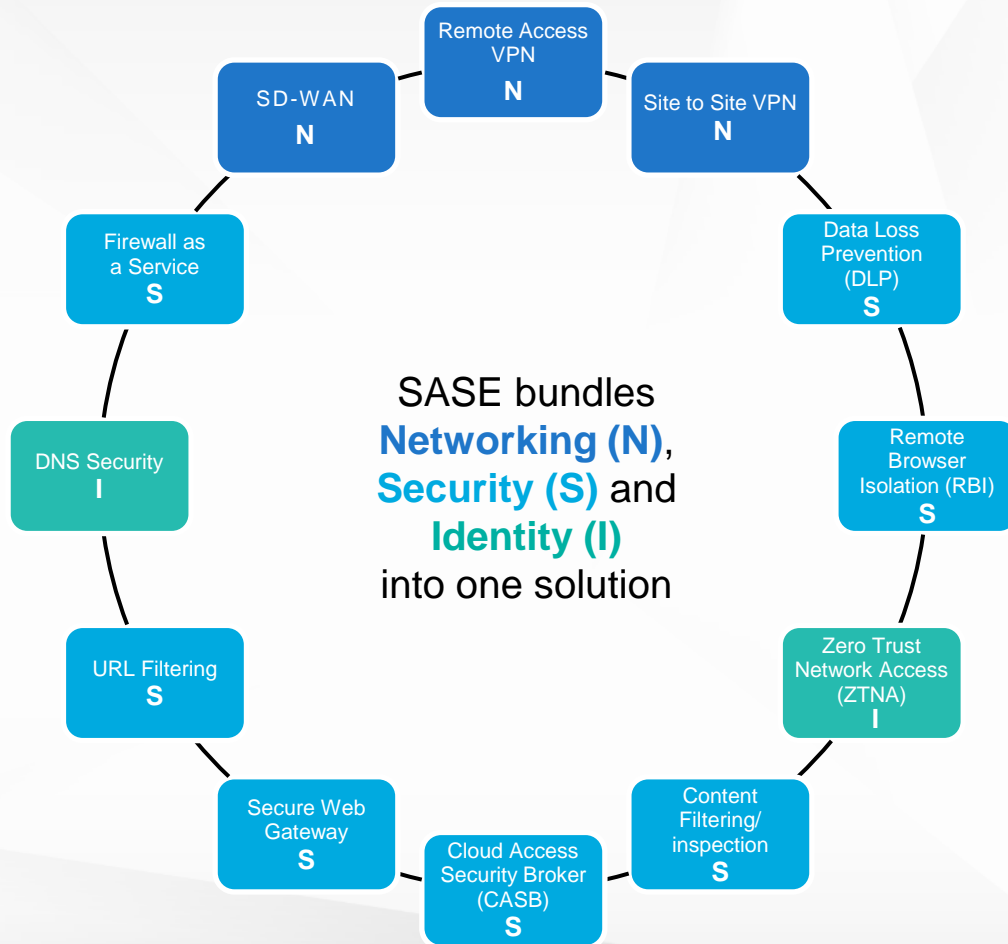 Remote Access
VPN
N
Site to Site VPN
N
Data Loss
Prevention
(DLP)
S
Remote
Browser
Isolation (RBI)
S
Zero Trust
Network Access
(ZTNA)
I
Content
Filtering/
inspection
S
Cloud Access
Security Broker
(CASB)
S
Secure Web
Gateway
S
URL Filtering
S
DNS Security
I
Firewall as
a Service
S
SD-WAN
N
SASE bundles
Networking (N),
Security (S) and
Identity (I)
into one solution